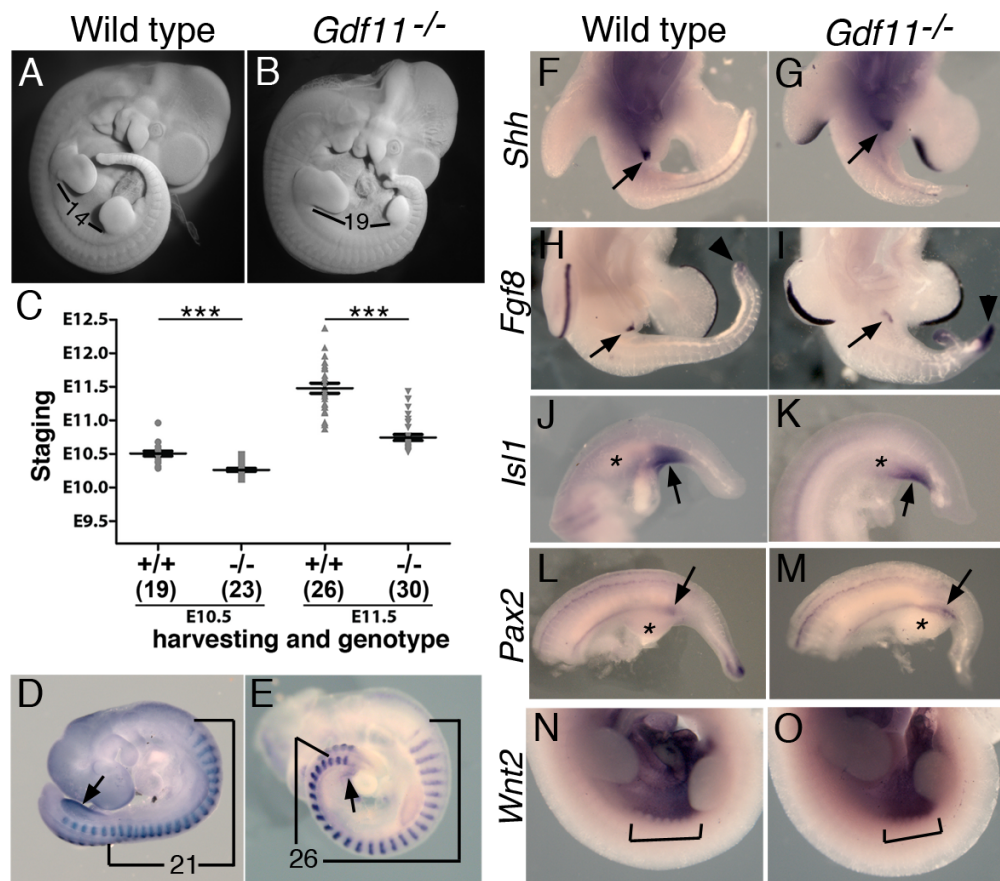 Wild type
Gdf11 -/-
A
B
14
19
C
E12.5
E12.0
E11.5
E11.0
E10.5
E10.0
E9.5
Staging
***
***
+/+
-/-
+/+
-/-
(19)
(23)
(26)
(30)
E10.5
E11.5
harvesting and genotype
D
E
21
26
Wild type
Gdf11 -/-
Shh
F
G
Fgf8
H
I
Isl1
J
K
*
*
Pax2
L
M
*
*
Wnt2
N
O